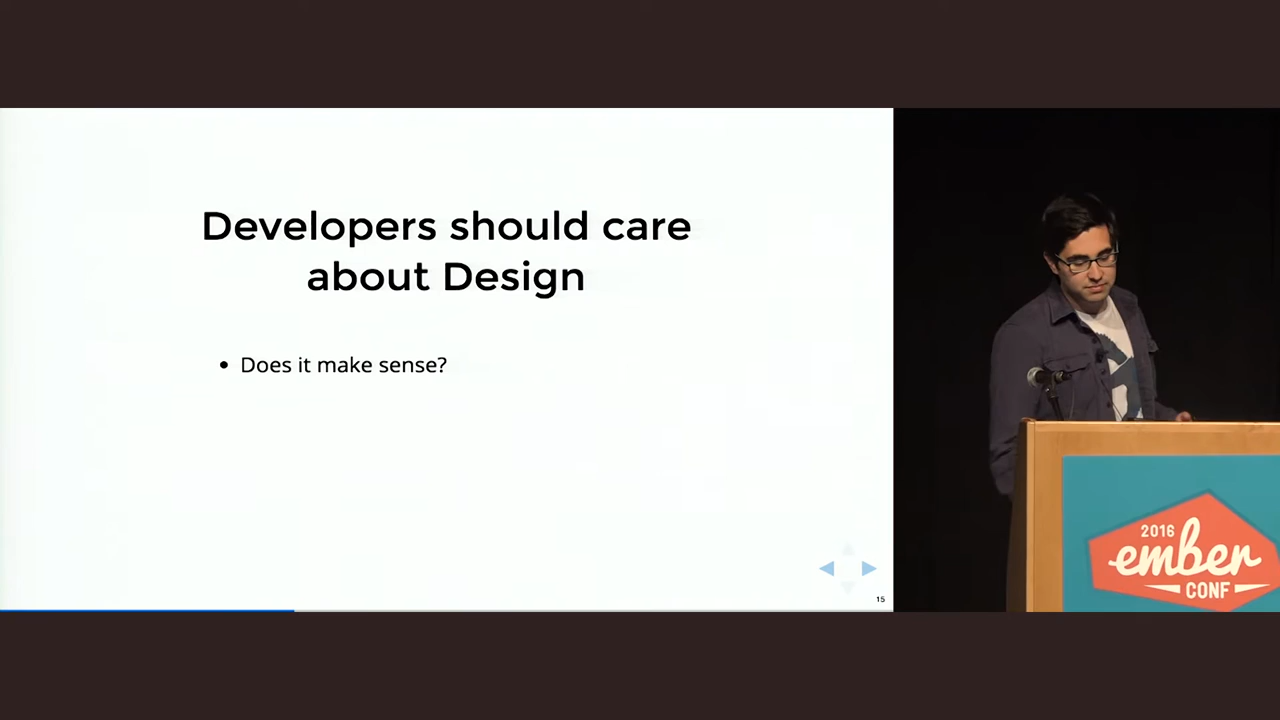 Developers should care
about Design
• Does it make sense?
15
2016
ember
CONF